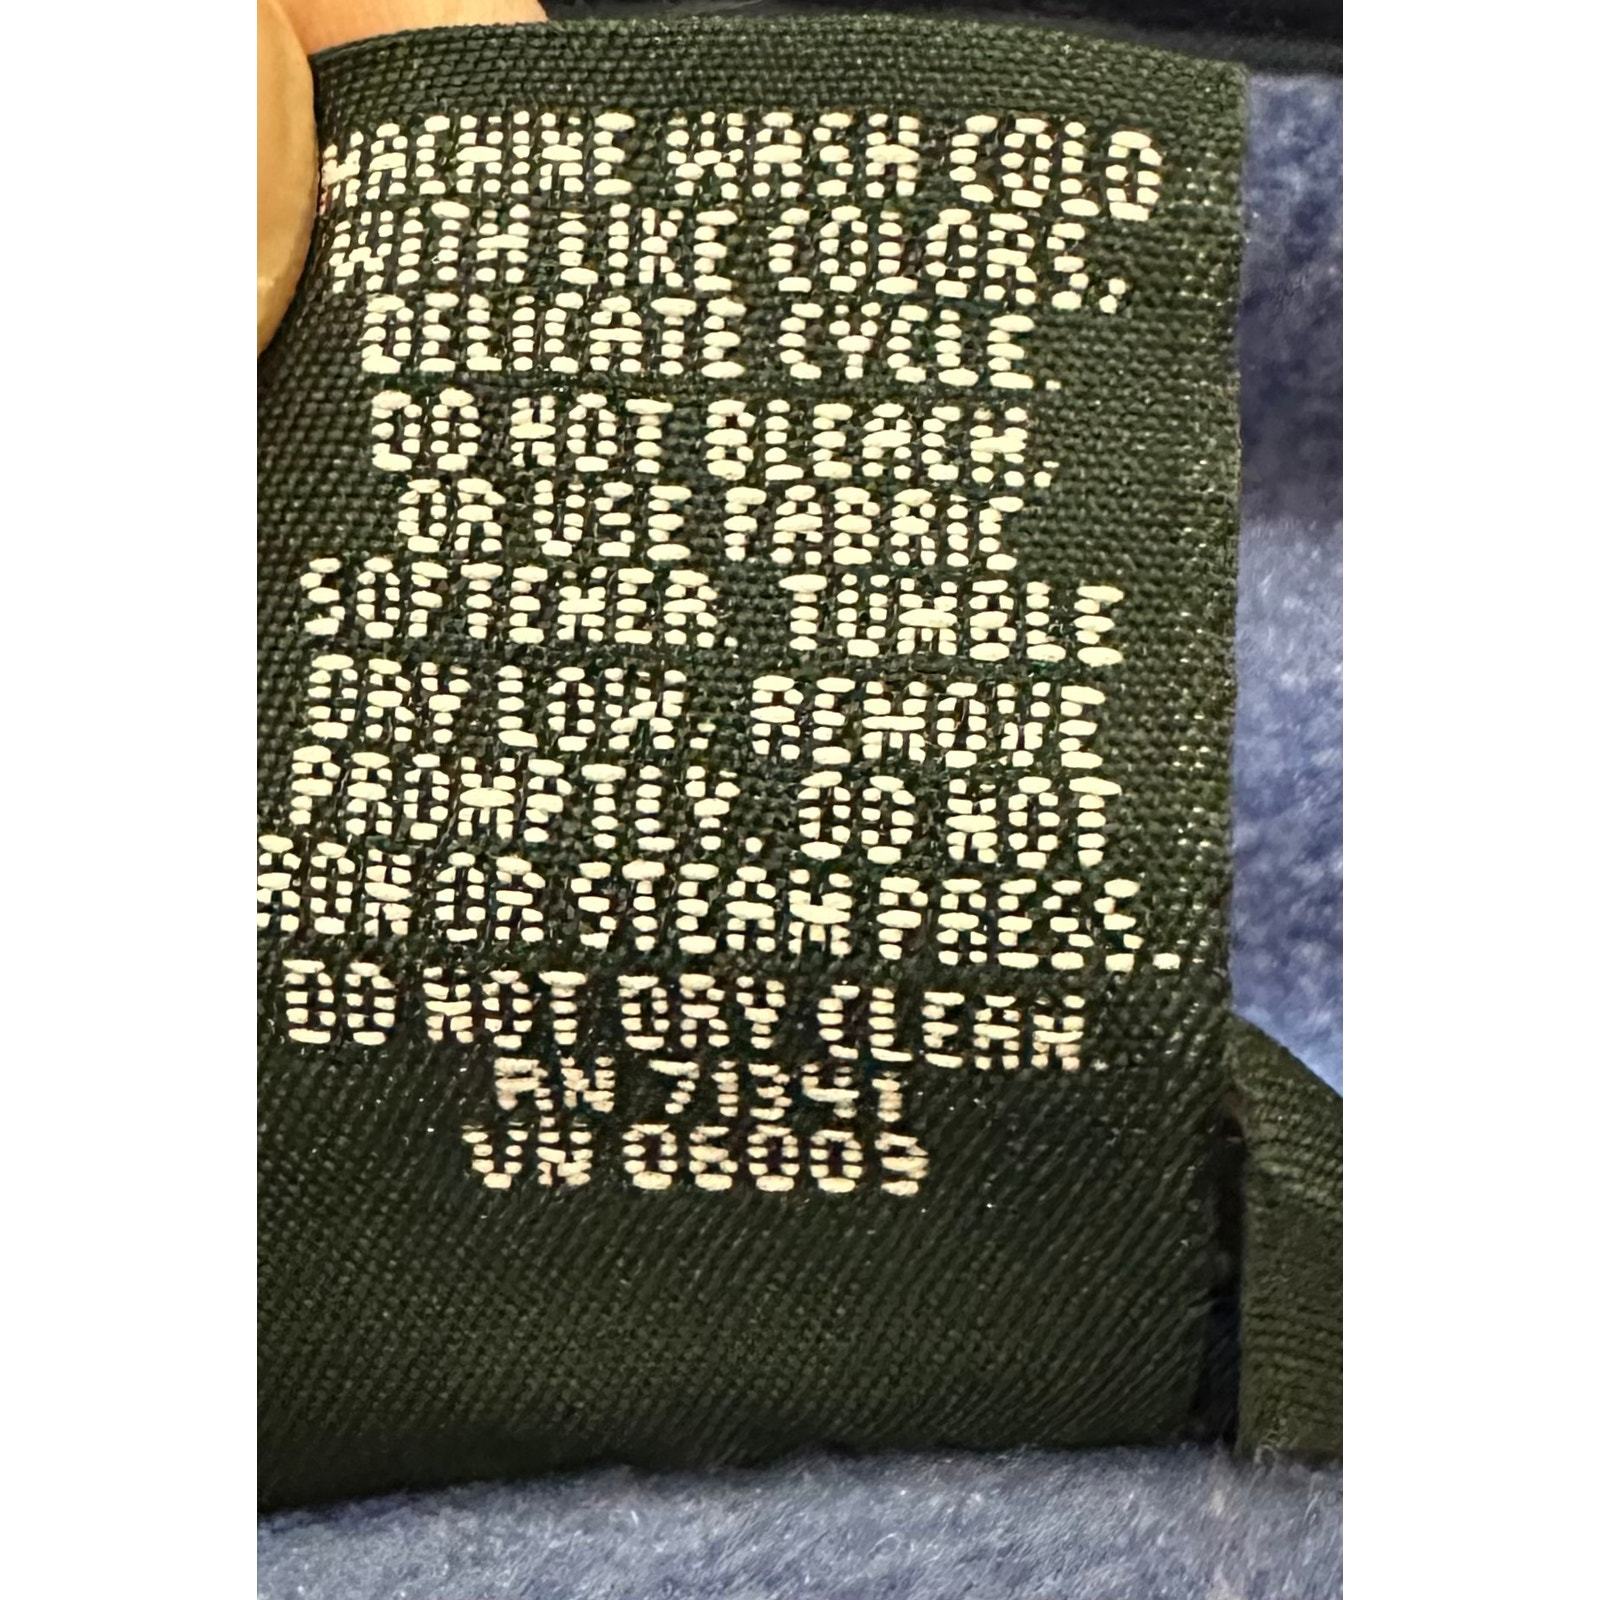 MACHINE WASH COLD
WITH LIKE COLORS.
DELICATE CYCLE.
DO NOT BLEACH,
OR USE FABRIC
SOFTENER. TUMBLE
DRY LOW. REMOVE
PROMPTLY. DO NOT
IRON OR STEAM PRESS.
DO NOT DRY CLEAN.
RN 71341
VN 06009